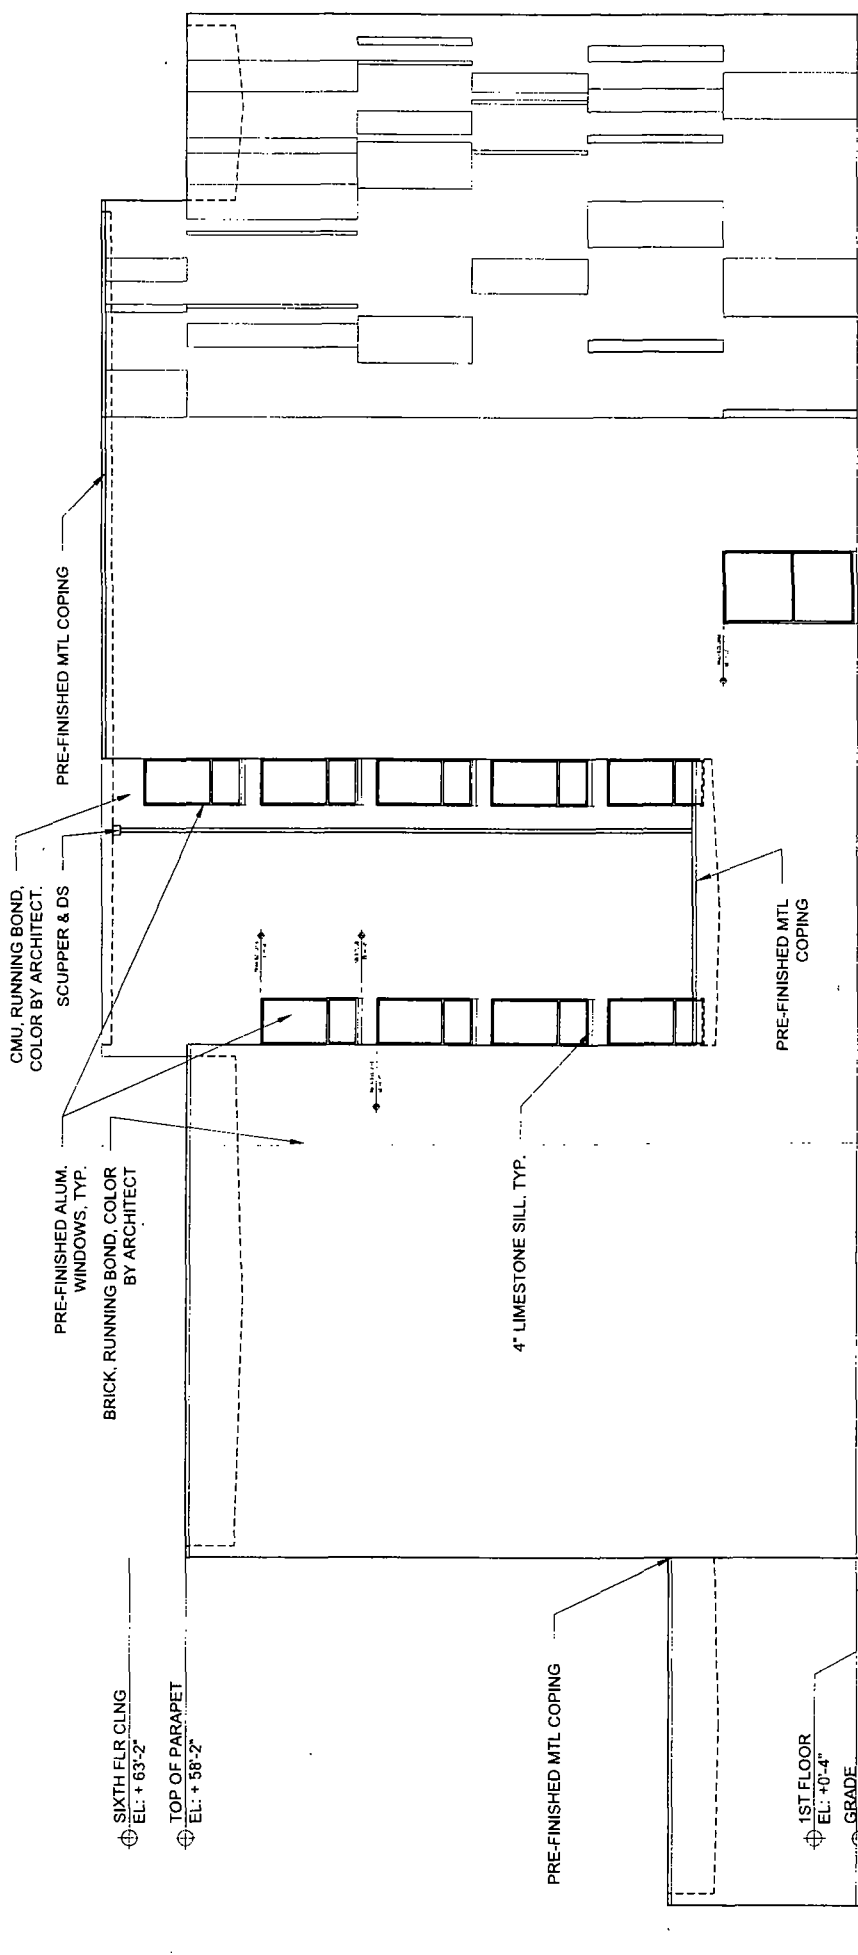 CMU, RUNNING BOND,
COLOR BY ARCHITECT.
SCUPPER & DS
PRE-FINISHED MTL COPING
PRE-FINISHED ALUM.
WINDOWS, TYP.
BRICK, RUNNING BOND, COLOR
BY ARCHITECT
SIXTH FLR CLNG
EL: + 63'-2"
TOP OF PARAPET
EL: + 58'-2"
4" LIMESTONE SILL, TYP.
PRE-FINISHED MTL
COPING
PRE-FINISHED MTL COPING
1ST FLOOR
EL: +0'-4"
GRADE